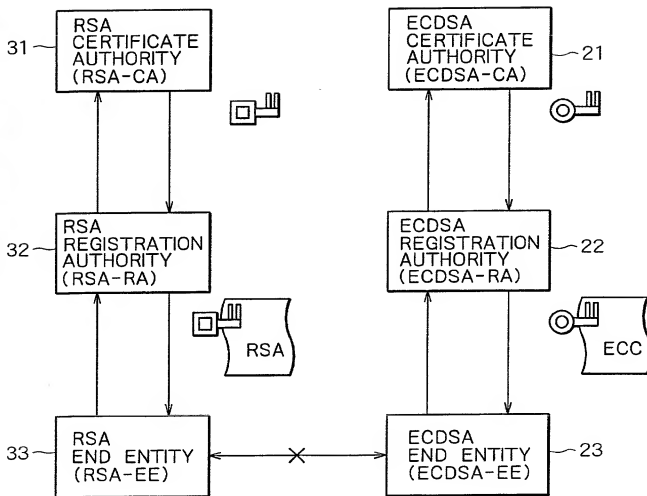 31
RSA
CERTIFICATE
AUTHORITY
(RSA-CA)
ECDSA
CERTIFICATE
AUTHORITY
(ECDSA-CA)
21
32
RSA
REGISTRATION
AUTHORITY
(RSA-RA)
ECDSA
REGISTRATION
AUTHORITY
(ECDSA-RA)
22
RSA
ECC
33
RSA
END ENTITY
(RSA-EE)
ECDSA
END ENTITY
(ECDSA-EE)
23